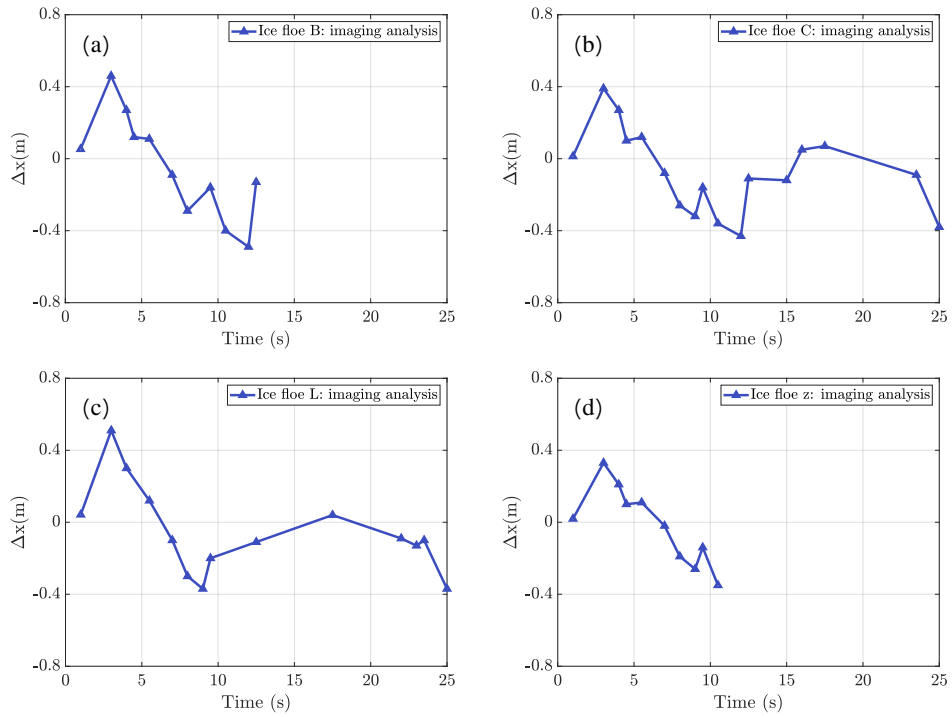 (a)
Ice floe B: imaging analysis
0.8
0.4
0
-0.4
-0.8
Δx(m)
0 5 10 15 20 25
Time (s)
(b)
Ice floe C: imaging analysis
0.8
0.4
0
-0.4
-0.8
Δx(m)
0 5 10 15 20 25
Time (s)
(c)
Ice floe L: imaging analysis
0.8
0.4
0
-0.4
-0.8
Δx(m)
0 5 10 15 20 25
Time (s)
(d)
Ice floe z: imaging analysis
0.8
0.4
0
-0.4
-0.8
Δx(m)
0 5 10 15 20 25
Time (s)